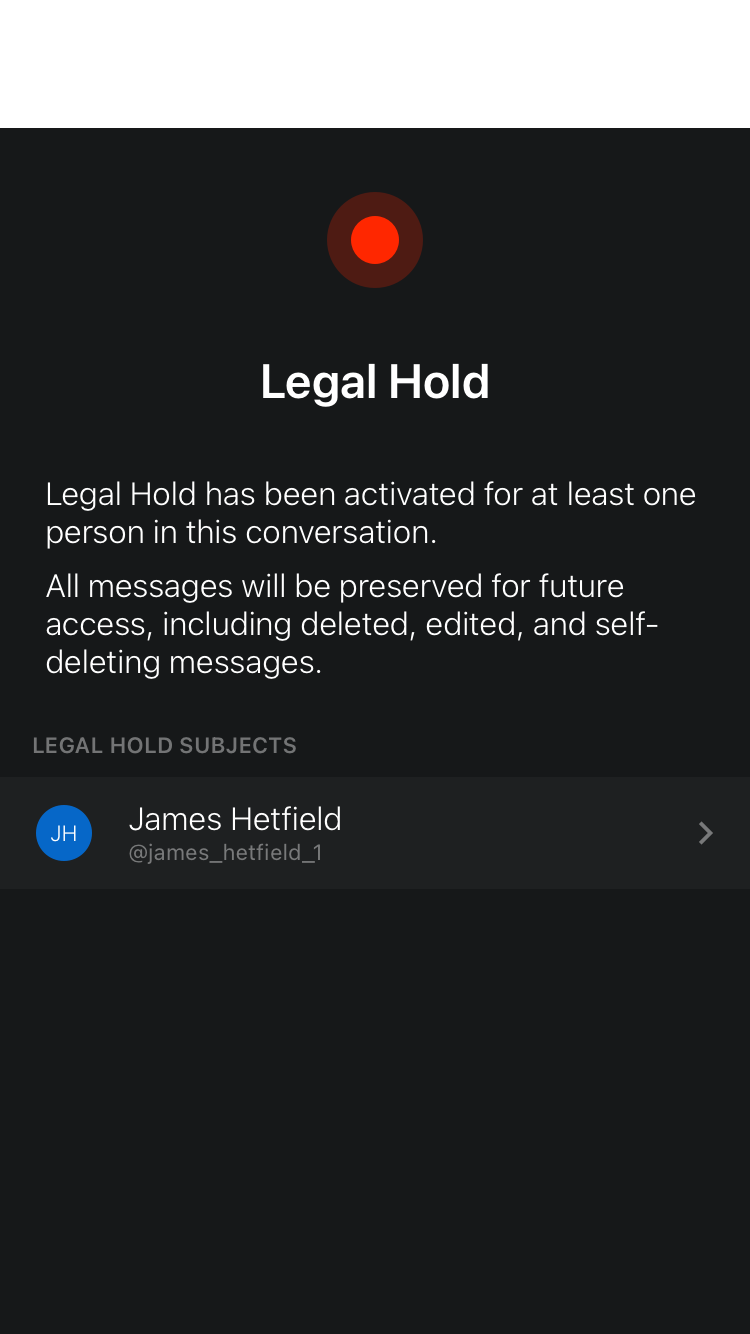 Legal Hold
Legal Hold has been activated for at least one
person in this conversation.
All messages will be preserved for future
access, including deleted, edited, and self-
deleting messages.
LEGAL HOLD SUBJECTS
JH
James Hetfield
@james_hetfield_1